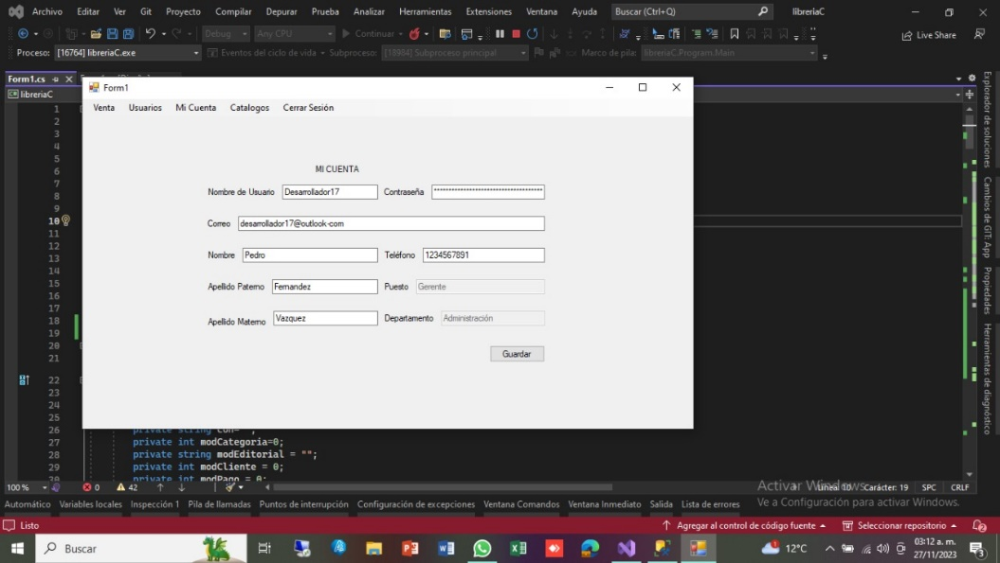 Archivo Editar Ver Git Proyecto Compilar Depurar Prueba Analizar Herramientas Extensiones Ventana Ayuda Buscar (Ctrl+Q) libreriaC
Debug Any CPU Continuar Live Share
Proceso: [16764] libreriaC.exe Eventos del ciclo de vida Subproceso: [18984] Subproceso principal Marco de pila: libreriaC.Program.Main
Form1.cs
libreriaC
Form1
Venta Usuarios Mi Cuenta Catalogos Cerrar Sesión
MI CUENTA
Nombre de Usuario Desarrollador17 Contraseña
Correo desarrollador17@outlook-com
Nombre Pedro Teléfono 1234567891
Apellido Paterno Fernandez Puesto Gerente
Apellido Materno Vazquez Departamento Administración
Guardar
1
2
3
4
5
6
7
8
9
10
11
12
13
14
15
16
17
18
19
20
21
22
23
24
25
26 private string con= "";
27 private int modCategoria=0;
28 private string modEditorial = "";
29 private int modCliente = 0;
30 private int modPago = 0;
Explorador de soluciones
Cambios de GIT: App
Propiedades
Herramientas de diagnóstico
100 % 0 42 Línea: 10 Carácter: 19 SPC CRLF
Activar Windows
Ve a Configuración para activar Windows.
Automático Variables locales Inspección 1 Pila de llamadas Puntos de interrupción Configuración de excepciones Ventana Comandos Ventana Inmediato Salida Lista de errores
Listo Agregar al control de código fuente Seleccionar repositorio 2
Buscar 12°C 03:12 a. m.
27/11/2023 3